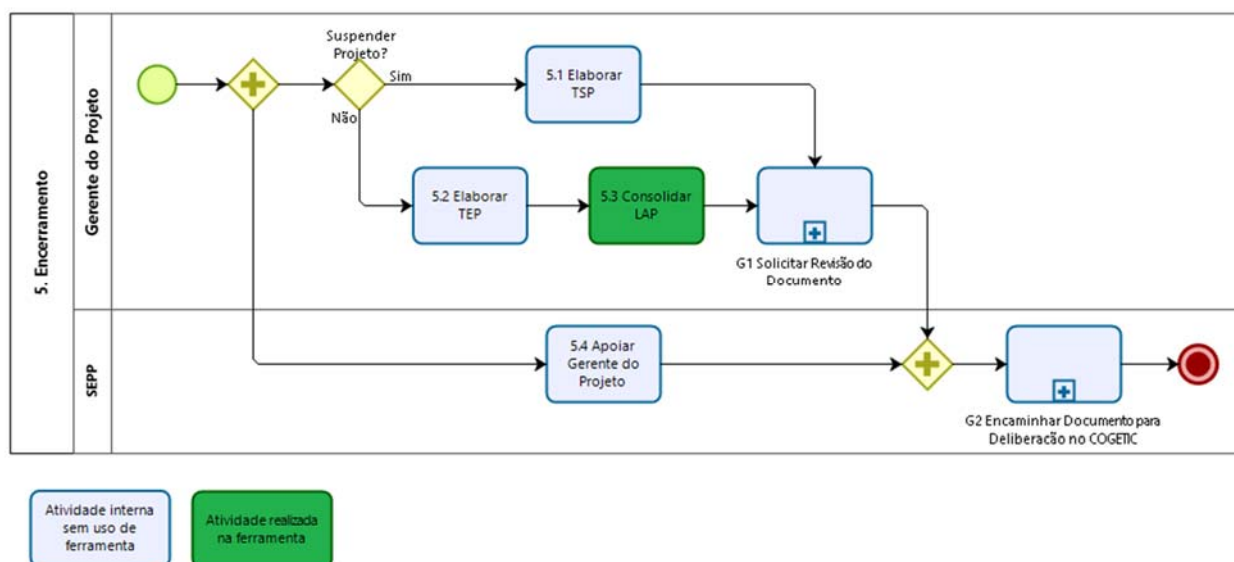 5. Encerramento
Gerente do Projeto
Suspender
Projeto?
Sim
Não
5.1 Elaborar
TSP
5.2 Elaborar
TEP
5.3 Consolidar
LAP
G1 Solicitar Revisão do
Documento
SEPP
5.4 Apoiar
Gerente do
Projeto
G2 Encaminhar Documento para
Deliberação no COGETIC
Atividade interna
sem uso de
ferramenta
Atividade realizada
na ferramenta